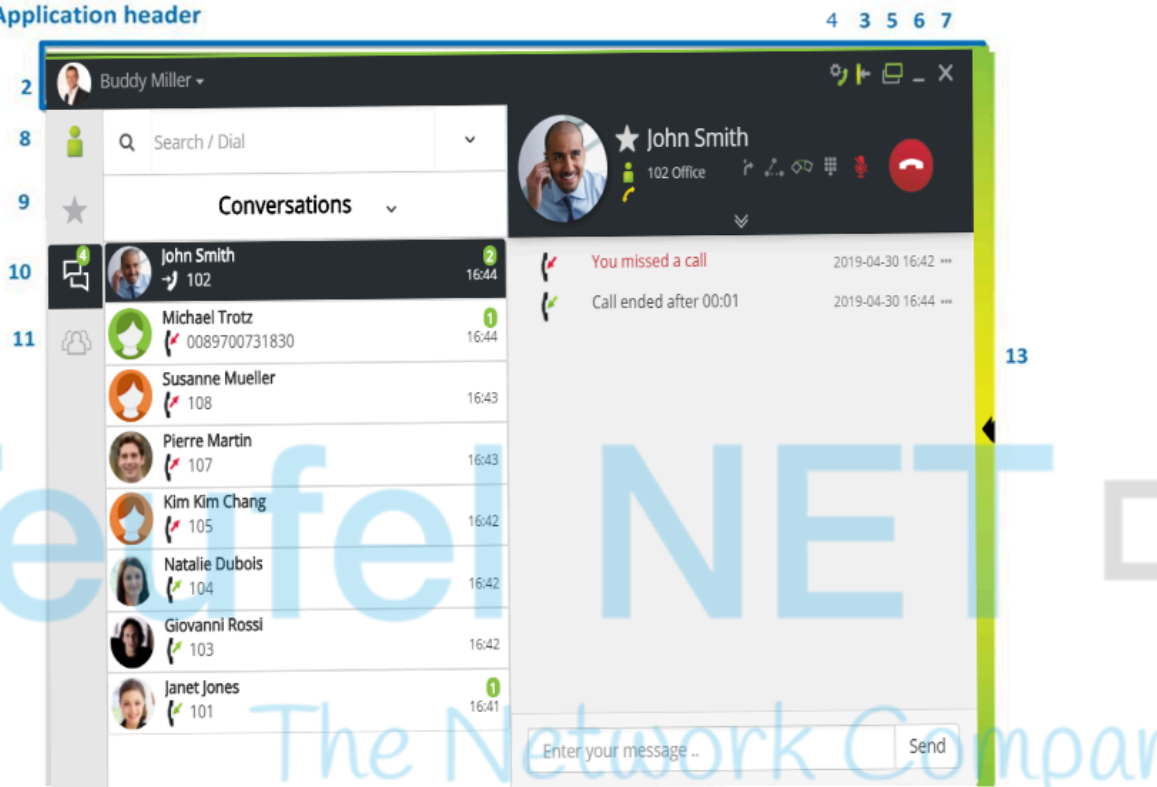 Application header
4 3 5 6 7
2
Buddy Miller
8
Search / Dial
John Smith
102 Office
9
Conversations
10
4
John Smith
2
102
16:44
You missed a call
2019-04-30 16:42
Call ended after 00:01
2019-04-30 16:44
11
Michael Trotz
1
0089700731830
16:44
13
Susanne Mueller
108
16:43
Pierre Martin
107
16:43
Kim Kim Chang
105
16:42
Natalie Dubois
104
16:42
Giovanni Rossi
103
16:42
Janet Jones
1
101
16:41
Enter your message ..
Send
eufel NET
The Network Compan